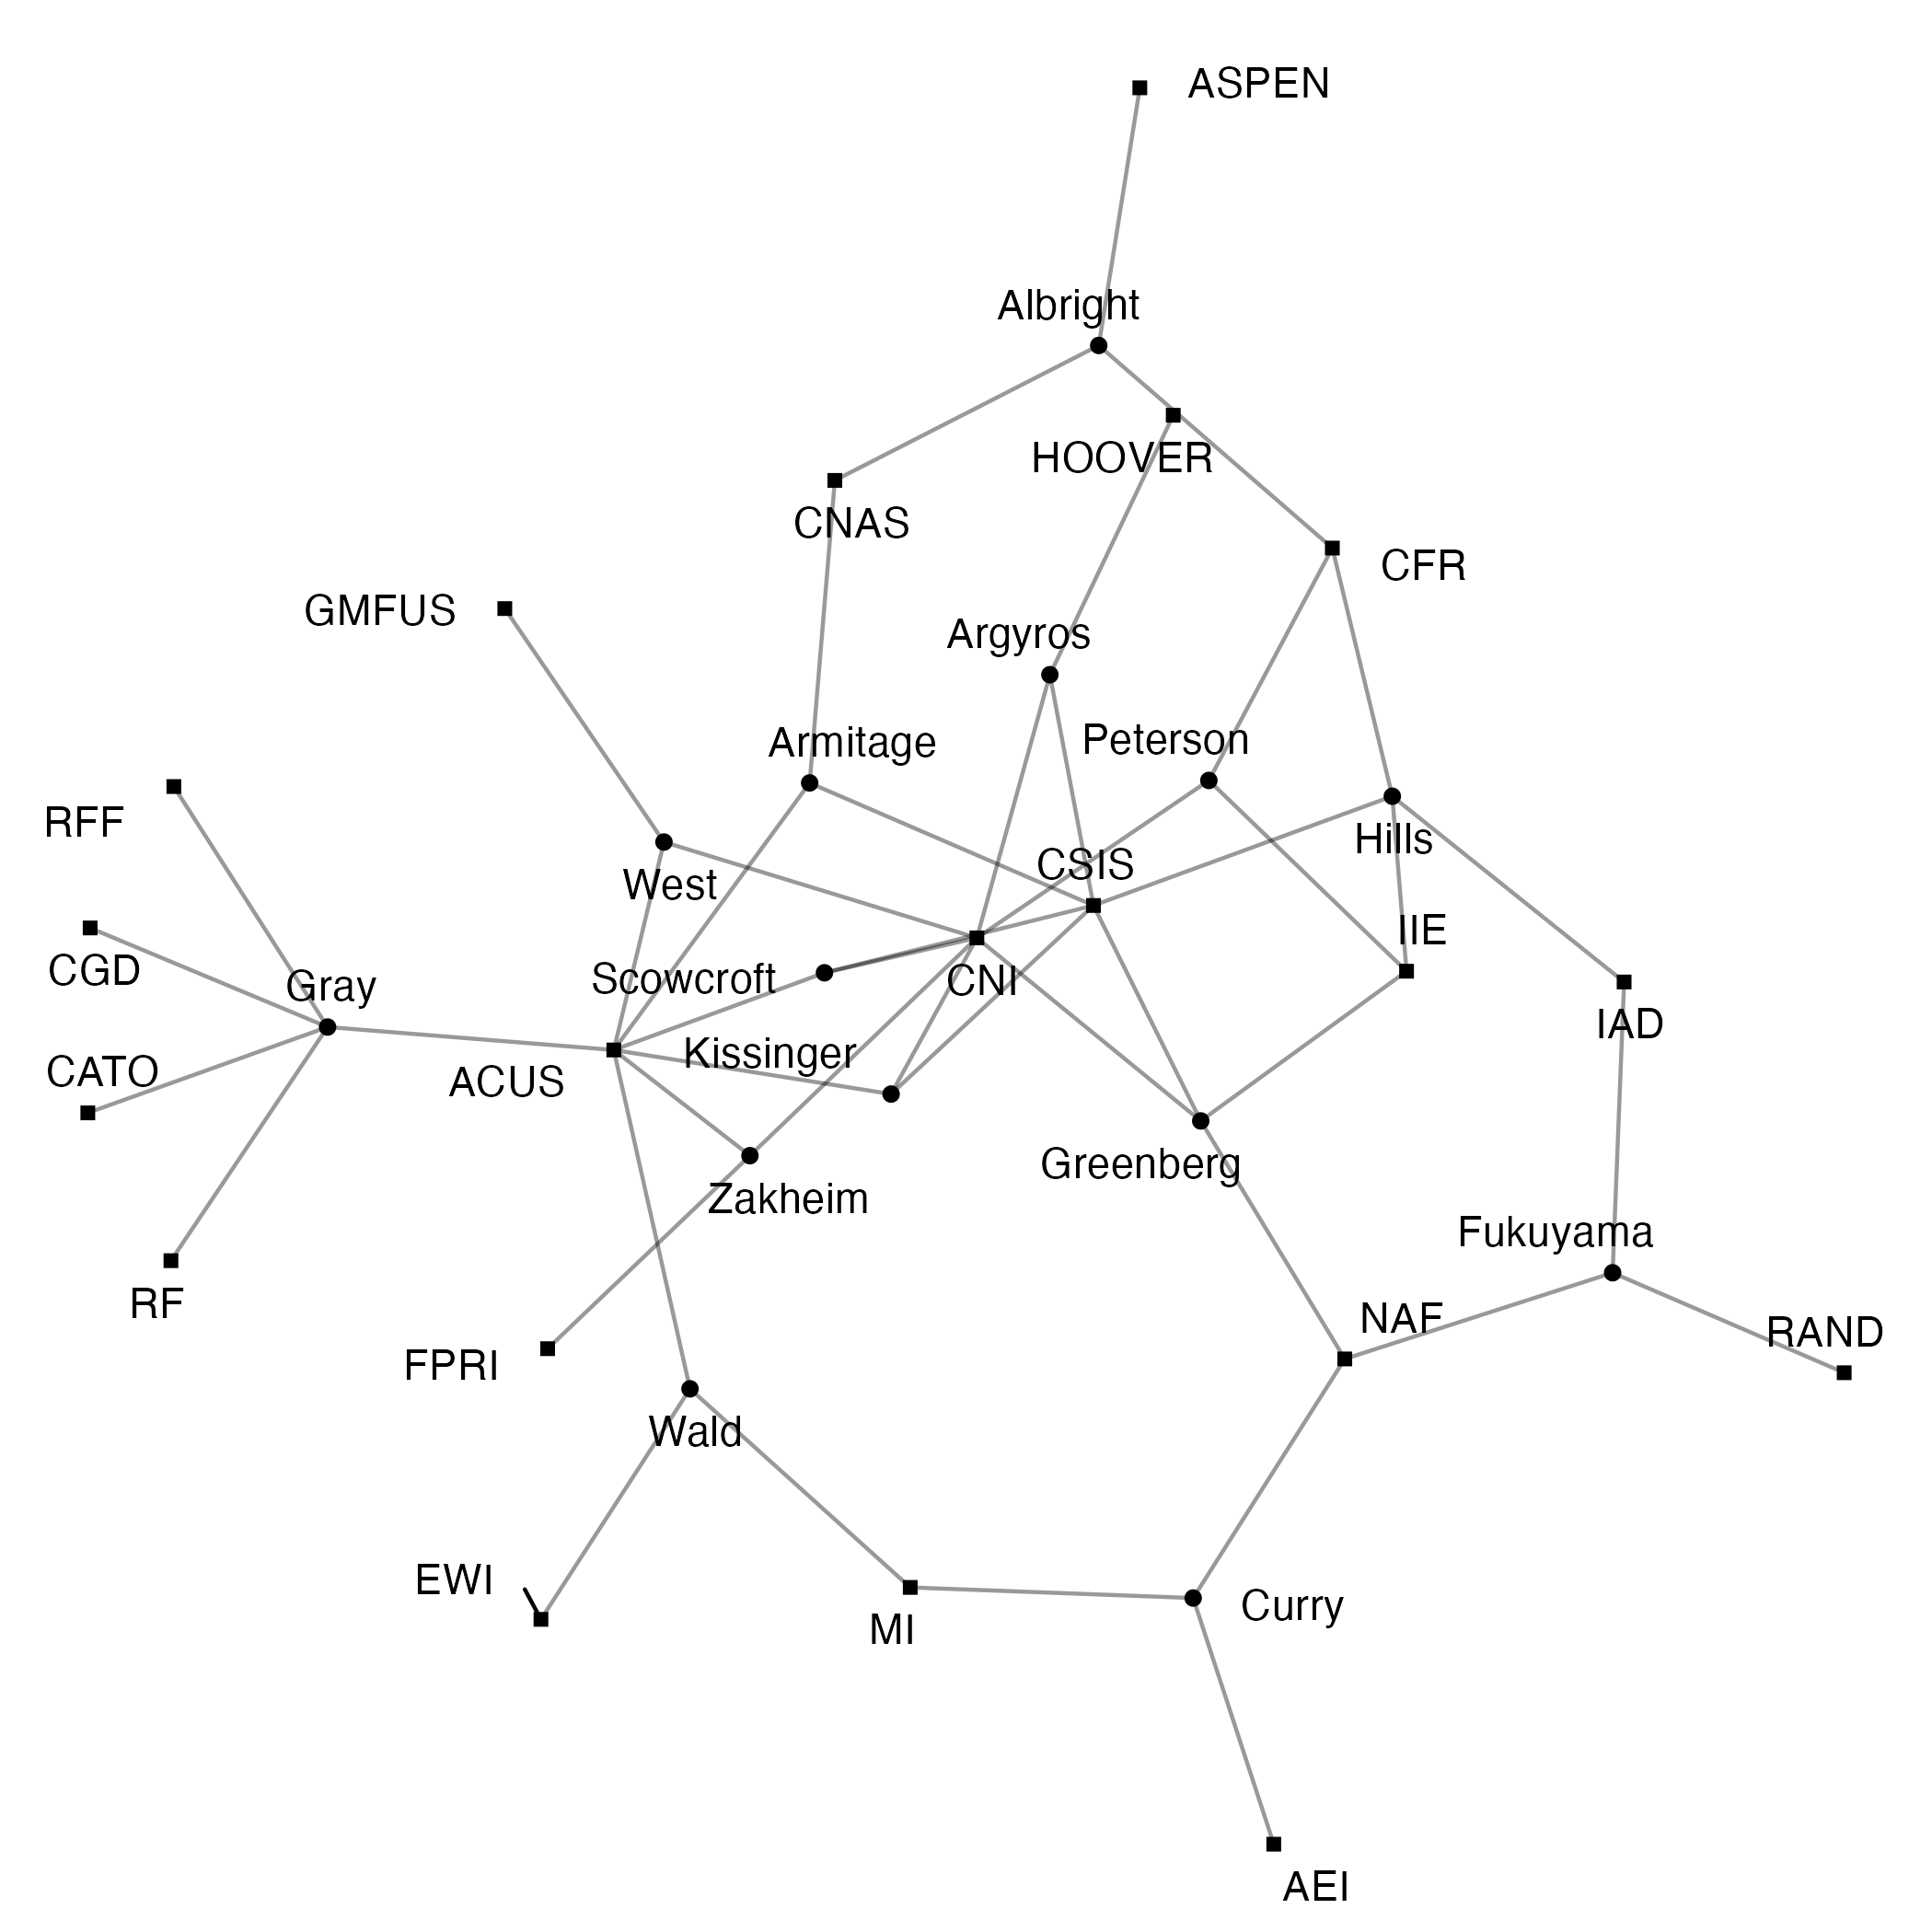 ASPEN
Albright
HOOVER
CNAS
CFR
GMFUS
Argyros
Peterson
Armitage
RFF
Hills
CSIS
West
IIE
CGD
Scowcroft
CNI
Gray
IAD
Kissinger
CATO
ACUS
Greenberg
Zakheim
Fukuyama
RF
NAF
RAND
FPRI
Wald
EWI
Curry
MI
AEI